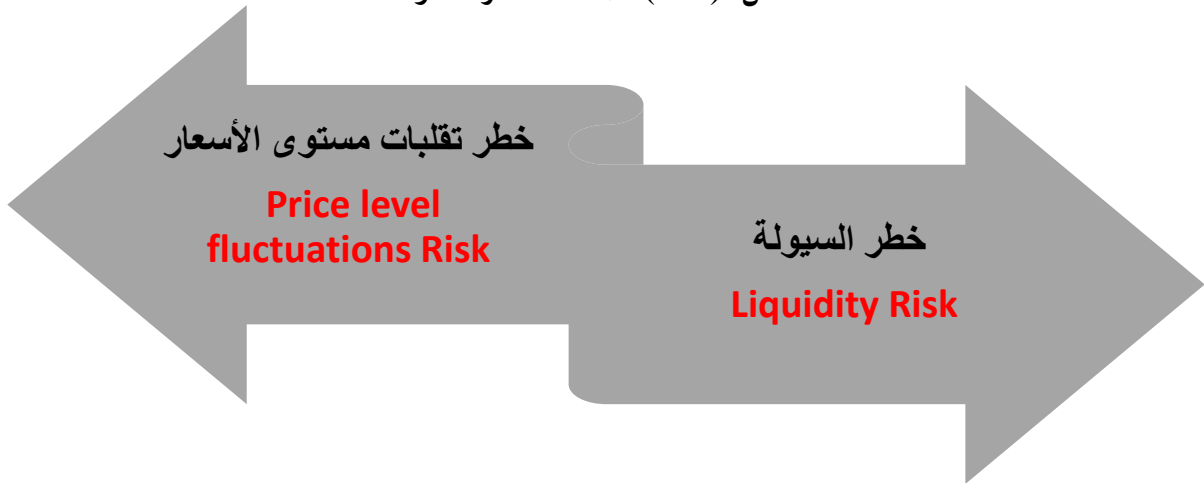 خطر تقلبات مستوى الأسعار
Price level
fluctuations Risk
خطر السيولة
Liquidity Risk